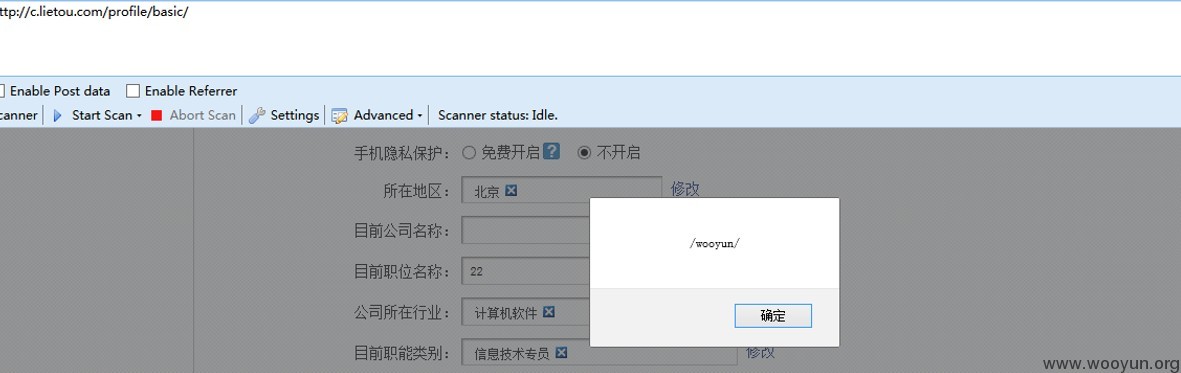 ttp://c.lietou.com/profile/basic/
Enable Post data Enable Referrer
canner Start Scan Abort Scan Settings Advanced Scanner status: Idle.
手机隐私保护: 免费开启 ? 不开启
所在地区: 北京 修改
目前公司名称:
/wooyun/
目前职位名称: 22
公司所在行业: 计算机软件
确定
目前职能类别: 信息技术专员 修改
www.wooyun.org